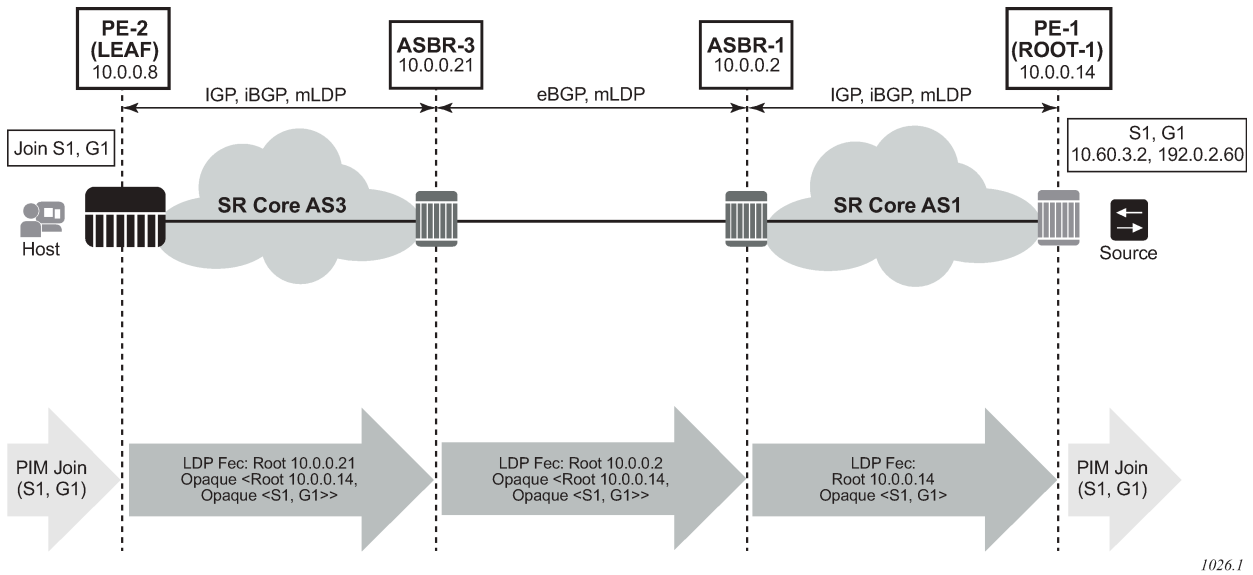 PE-2
(LEAF)
10.0.0.8
ASBR-3
10.0.0.21
ASBR-1
10.0.0.2
PE-1
(ROOT-1)
10.0.0.14
IGP, iBGP, mLDP
eBGP, mLDP
IGP, iBGP, mLDP
Join S1, G1
S1, G1
10.60.3.2, 192.0.2.60
SR Core AS3
SR Core AS1
Host
Source
PIM Join
(S1, G1)
LDP Fec: Root 10.0.0.21
Opaque <Root 10.0.0.14,
Opaque <S1, G1>>
LDP Fec: Root 10.0.0.2
Opaque <Root 10.0.0.14,
Opaque <S1, G1>>
LDP Fec:
Root 10.0.0.14
Opaque <S1, G1>
PIM Join
(S1, G1)
1026.1